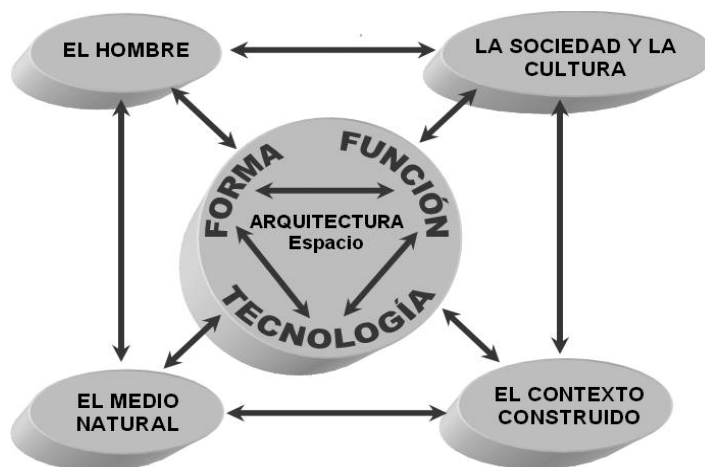 EL HOMBRE
LA SOCIEDAD Y LA
CULTURA
FORMA
FUNCIÓN
ARQUITECTURA
Espacio
TECNOLOGÍA
EL MEDIO
NATURAL
EL CONTEXTO
CONSTRUIDO